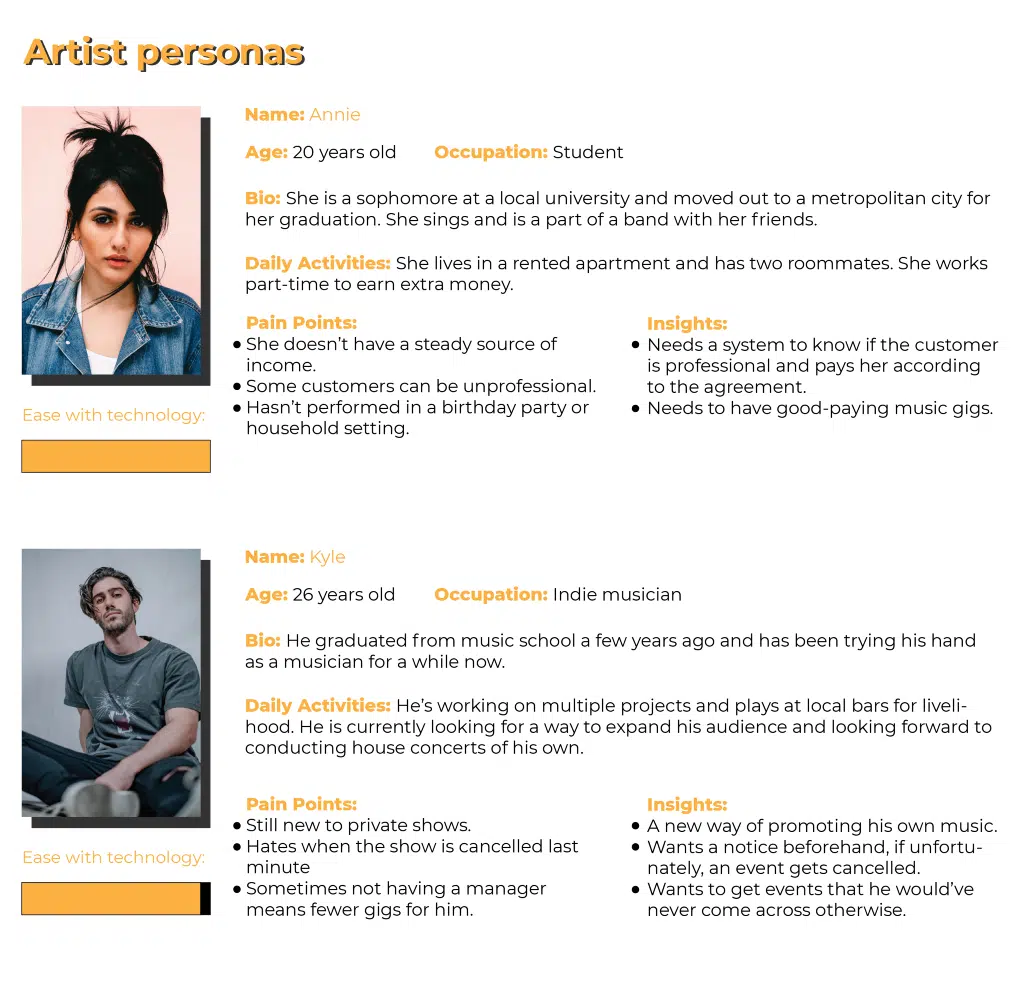 Artist personas
Name: Annie
Age: 20 years old Occupation: Student
Bio: She is a sophomore at a local university and moved out to a metropolitan city for
her graduation. She sings and is a part of a band with her friends.
Daily Activities: She lives in a rented apartment and has two roommates. She works
part-time to earn extra money.
Pain Points:
● She doesn’t have a steady source of
income.
● Some customers can be unprofessional.
● Hasn’t performed in a birthday party or
household setting.
Insights:
● Needs a system to know if the customer
is professional and pays her according
to the agreement.
● Needs to have good-paying music gigs.
Ease with technology:
Name: Kyle
Age: 26 years old Occupation: Indie musician
Bio: He graduated from music school a few years ago and has been trying his hand
as a musician for a while now.
Daily Activities: He’s working on multiple projects and plays at local bars for liveli-
hood. He is currently looking for a way to expand his audience and looking forward to
conducting house concerts of his own.
Pain Points:
● Still new to private shows.
● Hates when the show is cancelled last
minute
● Sometimes not having a manager
means fewer gigs for him.
Insights:
● A new way of promoting his own music.
● Wants a notice beforehand, if unfortu-
nately, an event gets cancelled.
● Wants to get events that he would’ve
never come across otherwise.
Ease with technology: